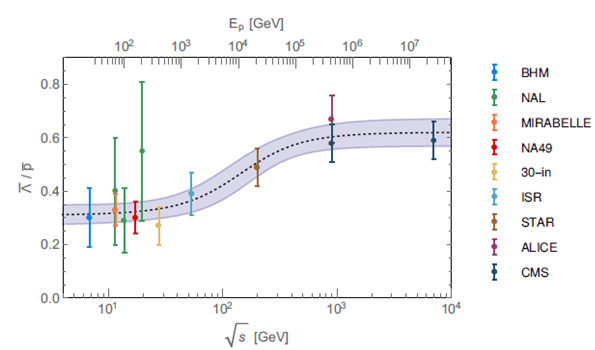 E_p [GeV]
10^2 10^3 10^4 10^5 10^6 10^7
0.8
0.6
0.4
0.2
0.0
Λ̅ / p̅
10^1 10^2 10^3 10^4
√s [GeV]
BHM
NAL
MIRABELLE
NA49
30-in
ISR
STAR
ALICE
CMS